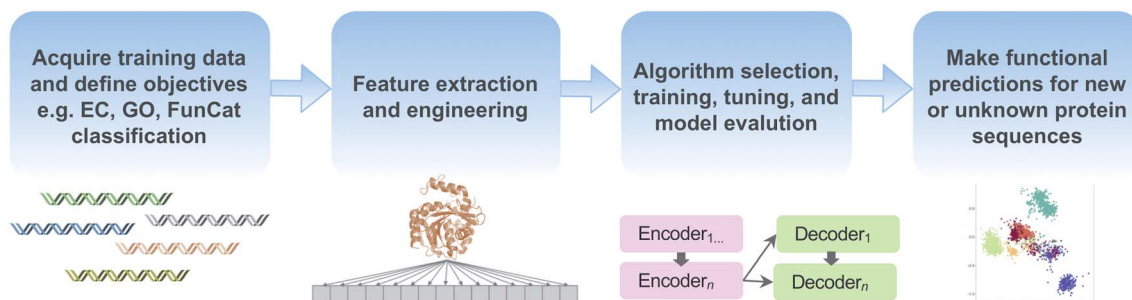 Acquire training data
and define objectives
e.g. EC, GO, FunCat
classification
Feature extraction
and engineering
Algorithm selection,
training, tuning, and
model evalution
Make functional
predictions for new
or unknown protein
sequences
Encoder1...
Encodern
Decoder1
Decodern